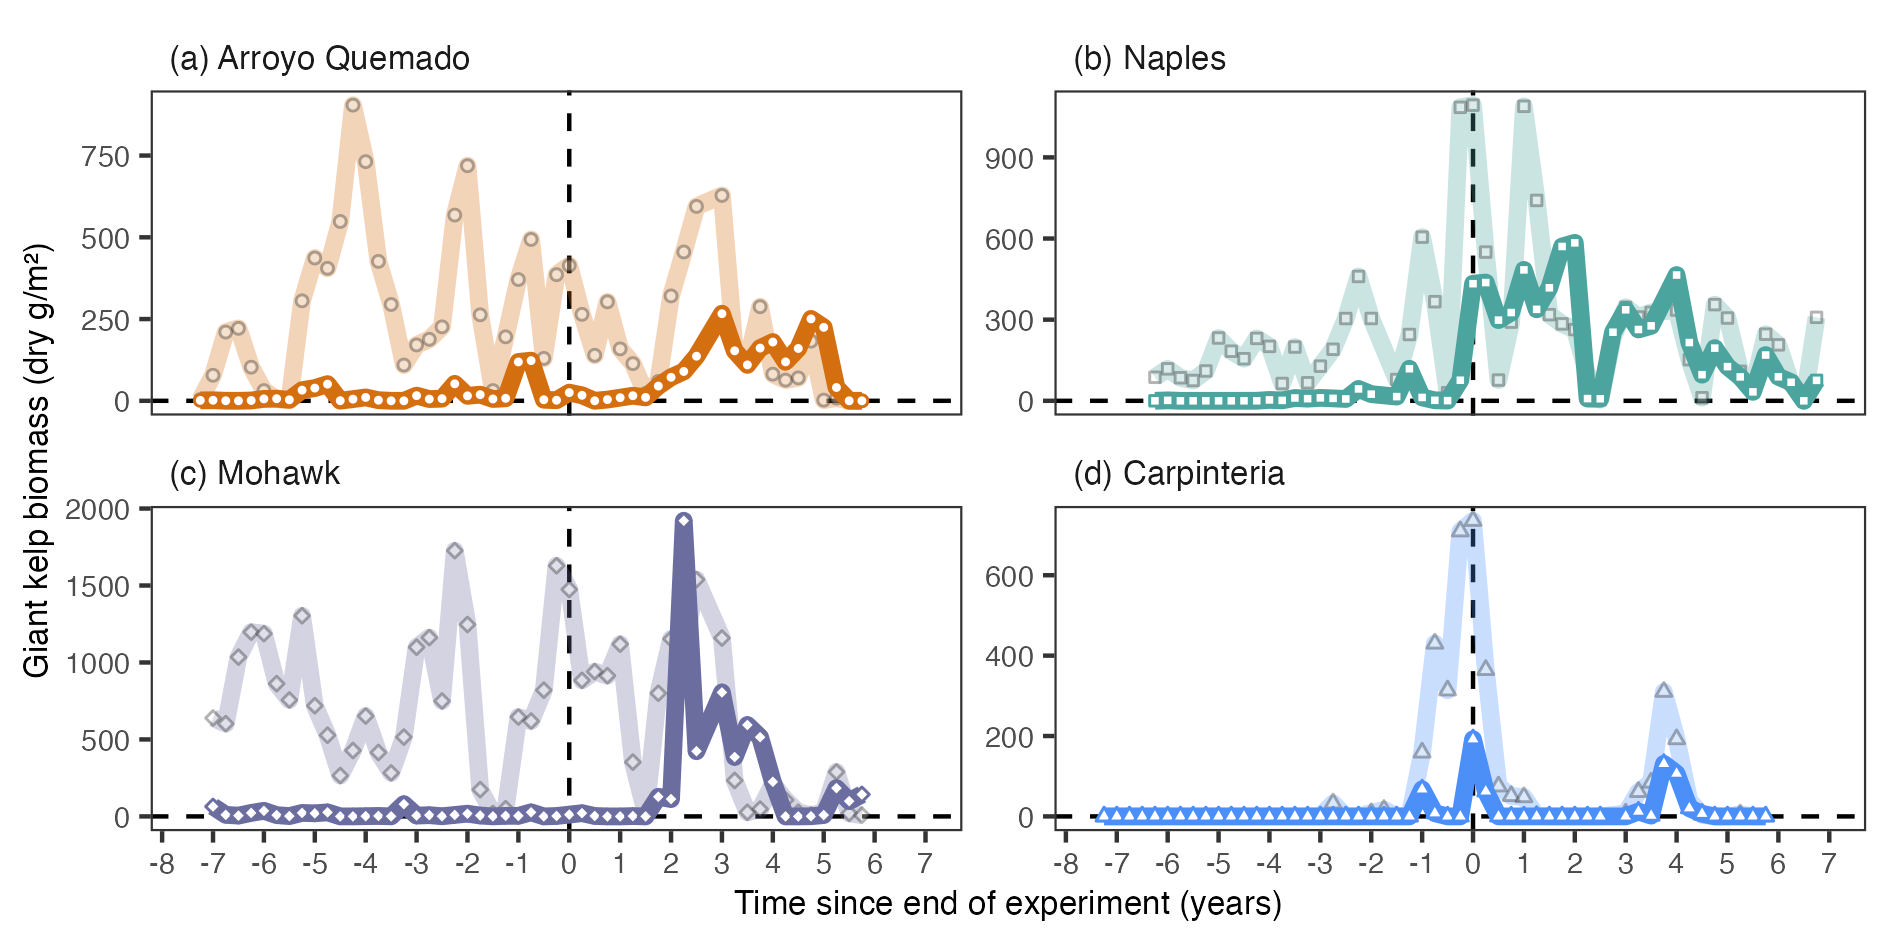 (a) Arroyo Quemado
(b) Naples
750
500
250
0
900
600
300
0
Giant kelp biomass (dry g/m²)
(c) Mohawk
(d) Carpinteria
2000
1500
1000
500
0
600
400
200
0
-8 -7 -6 -5 -4 -3 -2 -1 0 1 2 3 4 5 6 7
-8 -7 -6 -5 -4 -3 -2 -1 0 1 2 3 4 5 6 7
Time since end of experiment (years)